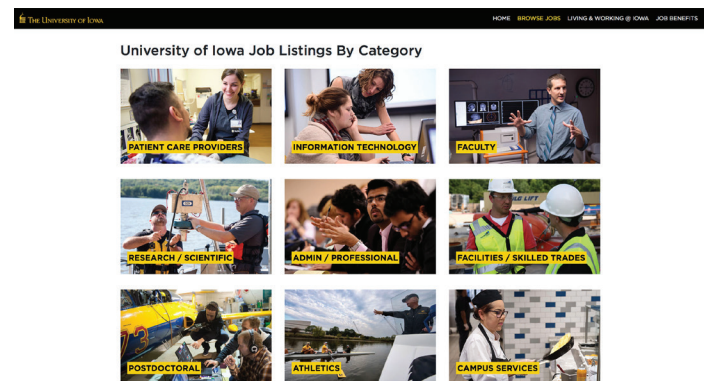 THE UNIVERSITY OF IOWA
HOME BROWSE JOBS LIVING & WORKING @ IOWA JOB BENEFITS
University of Iowa Job Listings By Category
PATIENT CARE PROVIDERS
INFORMATION TECHNOLOGY
FACULTY
RESEARCH / SCIENTIFIC
ADMIN / PROFESSIONAL
FACILITIES / SKILLED TRADES
POSTDOCTORAL
ATHLETICS
CAMPUS SERVICES